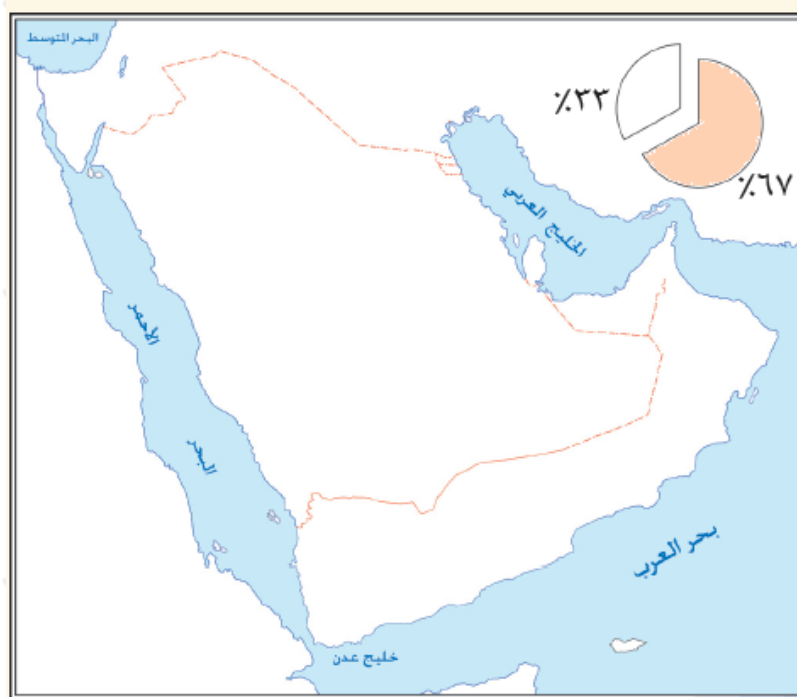 البحر المتوسط
٪٣٣
٪٦٧
الخليج العربي
البحر
الأحمر
بحر العرب
خليج عدن